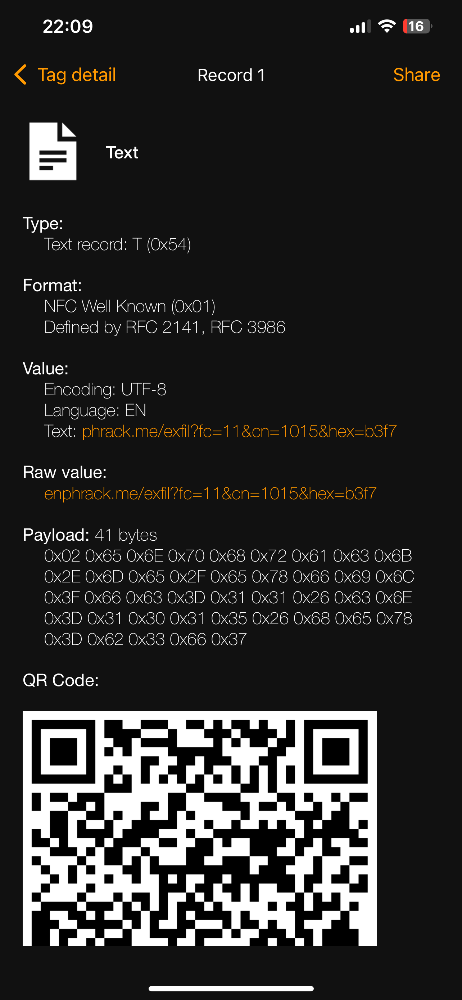 22:09
16
Tag detail
Record 1
Share
Text
Type:
Text record: T (0x54)
Format:
NFC Well Known (0x01)
Defined by RFC 2141, RFC 3986
Value:
Encoding: UTF-8
Language: EN
Text: phrack.me/exfil?fc=11&cn=1015&hex=b3f7
Raw value:
enphrack.me/exfil?fc=11&cn=1015&hex=b3f7
Payload: 41 bytes
0x02 0x65 0x6E 0x70 0x68 0x72 0x61 0x63 0x6B
0x2E 0x6D 0x65 0x2F 0x65 0x78 0x66 0x69 0x6C
0x3F 0x66 0x63 0x3D 0x31 0x31 0x26 0x63 0x6E
0x3D 0x31 0x30 0x31 0x35 0x26 0x68 0x65 0x78
0x3D 0x62 0x33 0x66 0x37
QR Code: